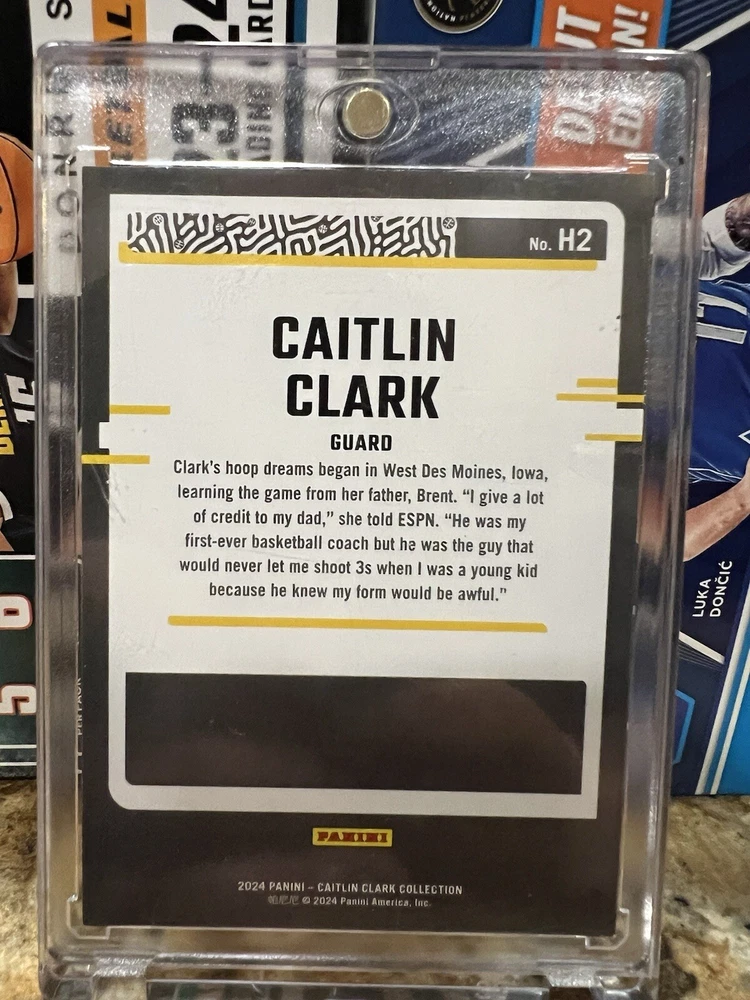 No. H2
CAITLIN
CLARK
GUARD
Clark's hoop dreams began in West Des Moines, Iowa,
learning the game from her father, Brent. “I give a lot
of credit to my dad,” she told ESPN. “He was my
first-ever basketball coach but he was the guy that
would never let me shoot 3s when I was a young kid
because he knew my form would be awful.”
PANINI
2024 PANINI – CAITLIN CLARK COLLECTION
帕尼尼 © 2024 Panini America, Inc.
LUKA
DONČIĆ